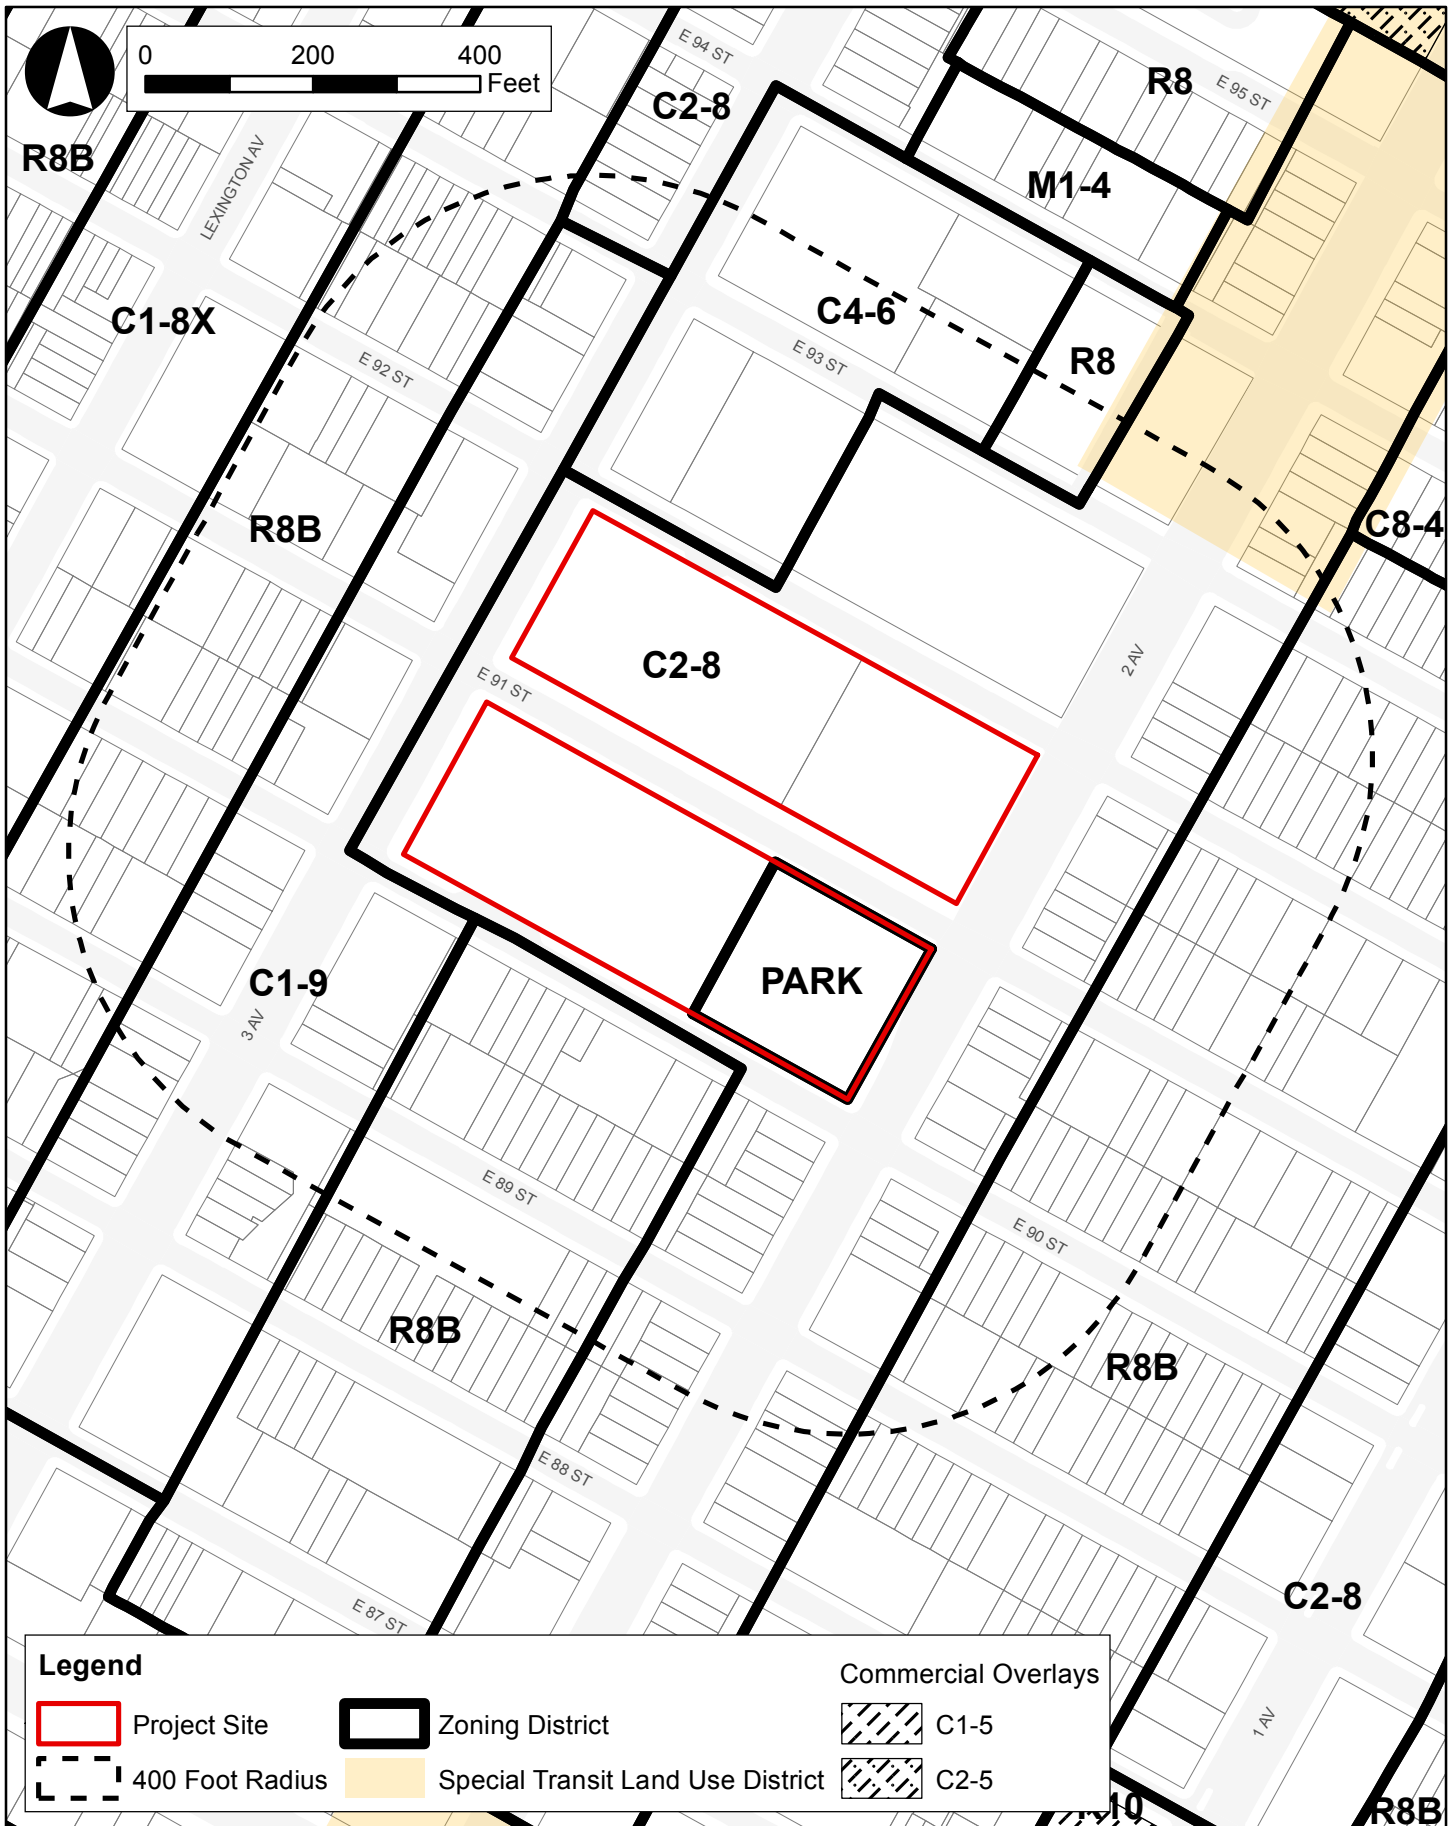 0 200 400
Feet
E 94 ST
C2-8
R8
E 95 ST
R8B
LEXINGTON AV
M1-4
C1-8X
C4-6
E 93 ST
R8
E 92 ST
R8B
C8-4
C2-8
E 91 ST
2 AV
PARK
C1-9
3 AV
E 89 ST
E 90 ST
R8B
R8B
E 88 ST
C2-8
E 87 ST
1 AV
Legend
Commercial Overlays
Project Site
Zoning District
C1-5
400 Foot Radius
Special Transit Land Use District
C2-5
R8B